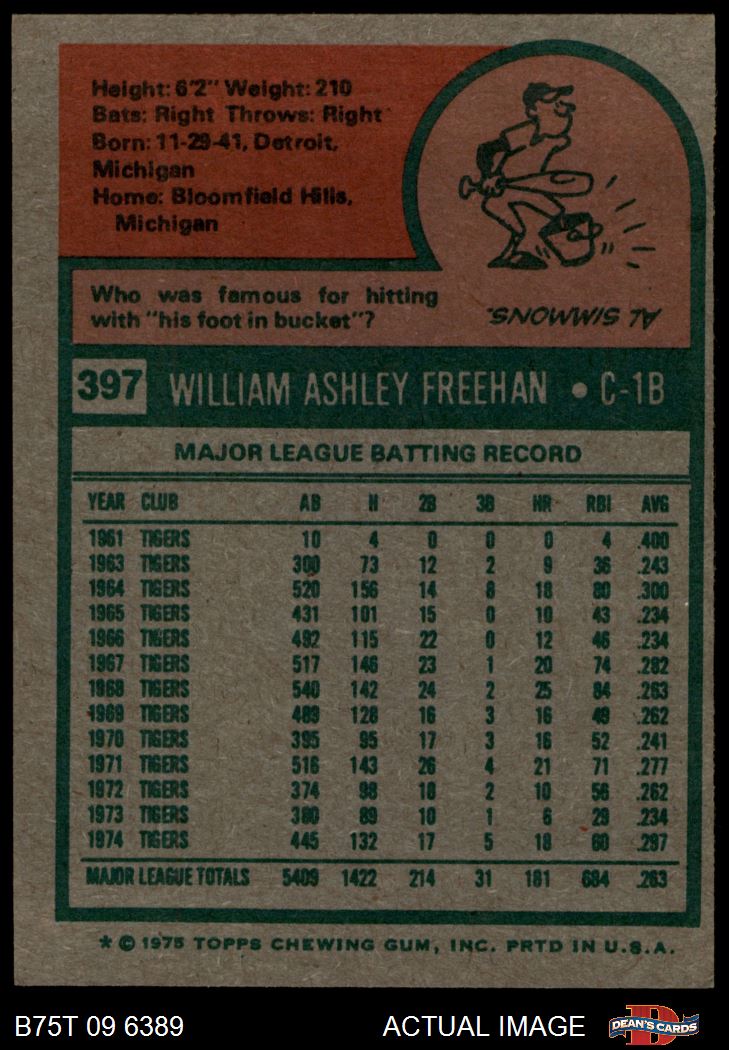 Height: 6'2" Weight: 210
Bats: Right Throws: Right
Born: 11-29-41, Detroit,
Michigan
Home: Bloomfield Hills,
Michigan
Who was famous for hitting
with "his foot in bucket"?
AL SIMMONS.
397 WILLIAM ASHLEY FREEHAN • C-1B
MAJOR LEAGUE BATTING RECORD
YEAR CLUB AB H 2B 3B HR RBI AVG
1961 TIGERS 10 4 0 0 0 4 .400
1963 TIGERS 300 73 12 2 9 36 .243
1964 TIGERS 520 156 14 8 18 80 .300
1965 TIGERS 431 101 15 0 10 43 .234
1966 TIGERS 492 115 22 0 12 46 .234
1967 TIGERS 517 146 23 1 20 74 .282
1968 TIGERS 540 142 24 2 25 84 .263
1969 TIGERS 489 128 16 3 16 49 .262
1970 TIGERS 395 95 17 3 16 52 .241
1971 TIGERS 516 143 26 4 21 71 .277
1972 TIGERS 374 98 18 2 10 56 .262
1973 TIGERS 380 89 10 1 6 29 .234
1974 TIGERS 445 132 17 5 18 60 .297
MAJOR LEAGUE TOTALS 5409 1422 214 31 181 684 .263
* © 1975 TOPPS CHEWING GUM, INC. PRTD IN U.S.A.
B75T 09 6389 ACTUAL IMAGE DEAN'S CARDS